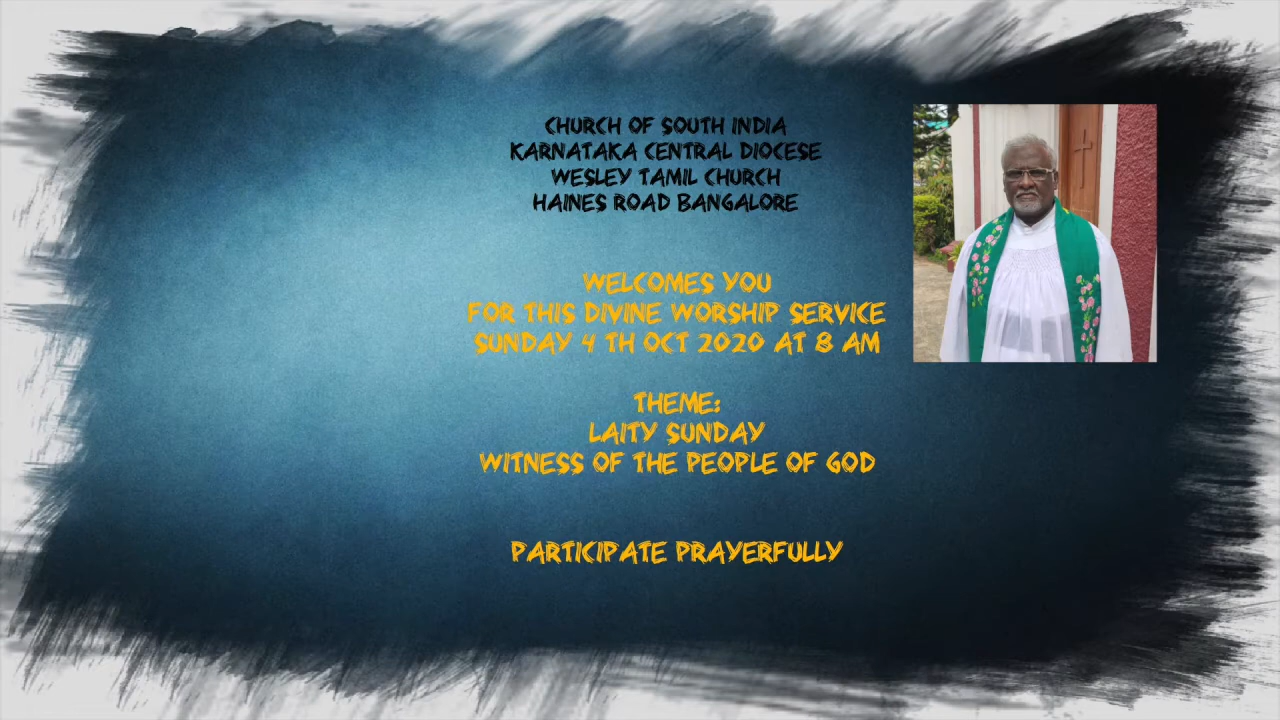 CHURCH OF SOUTH INDIA
KARNATAKA CENTRAL DIOCESE
WESLEY TAMIL CHURCH
HAINES ROAD BANGALORE
WELCOMES YOU
FOR THIS DIVINE WORSHIP SERVICE
SUNDAY 4 TH OCT 2020 AT 8 AM
THEME:
LAITY SUNDAY
WITNESS OF THE PEOPLE OF GOD
PARTICIPATE PRAYERFULLY